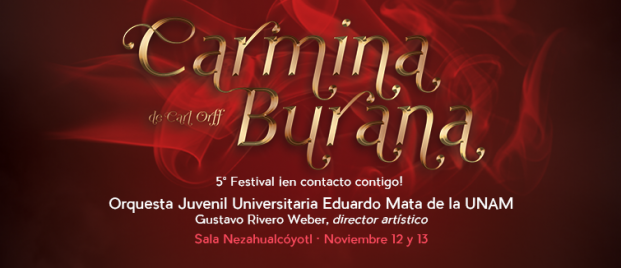 Carmina
de Carl Orff Burana
5° Festival ¡en contacto contigo!
Orquesta Juvenil Universitaria Eduardo Mata de la UNAM
Gustavo Rivero Weber, director artístico
Sala Nezahualcóyotl · Noviembre 12 y 13